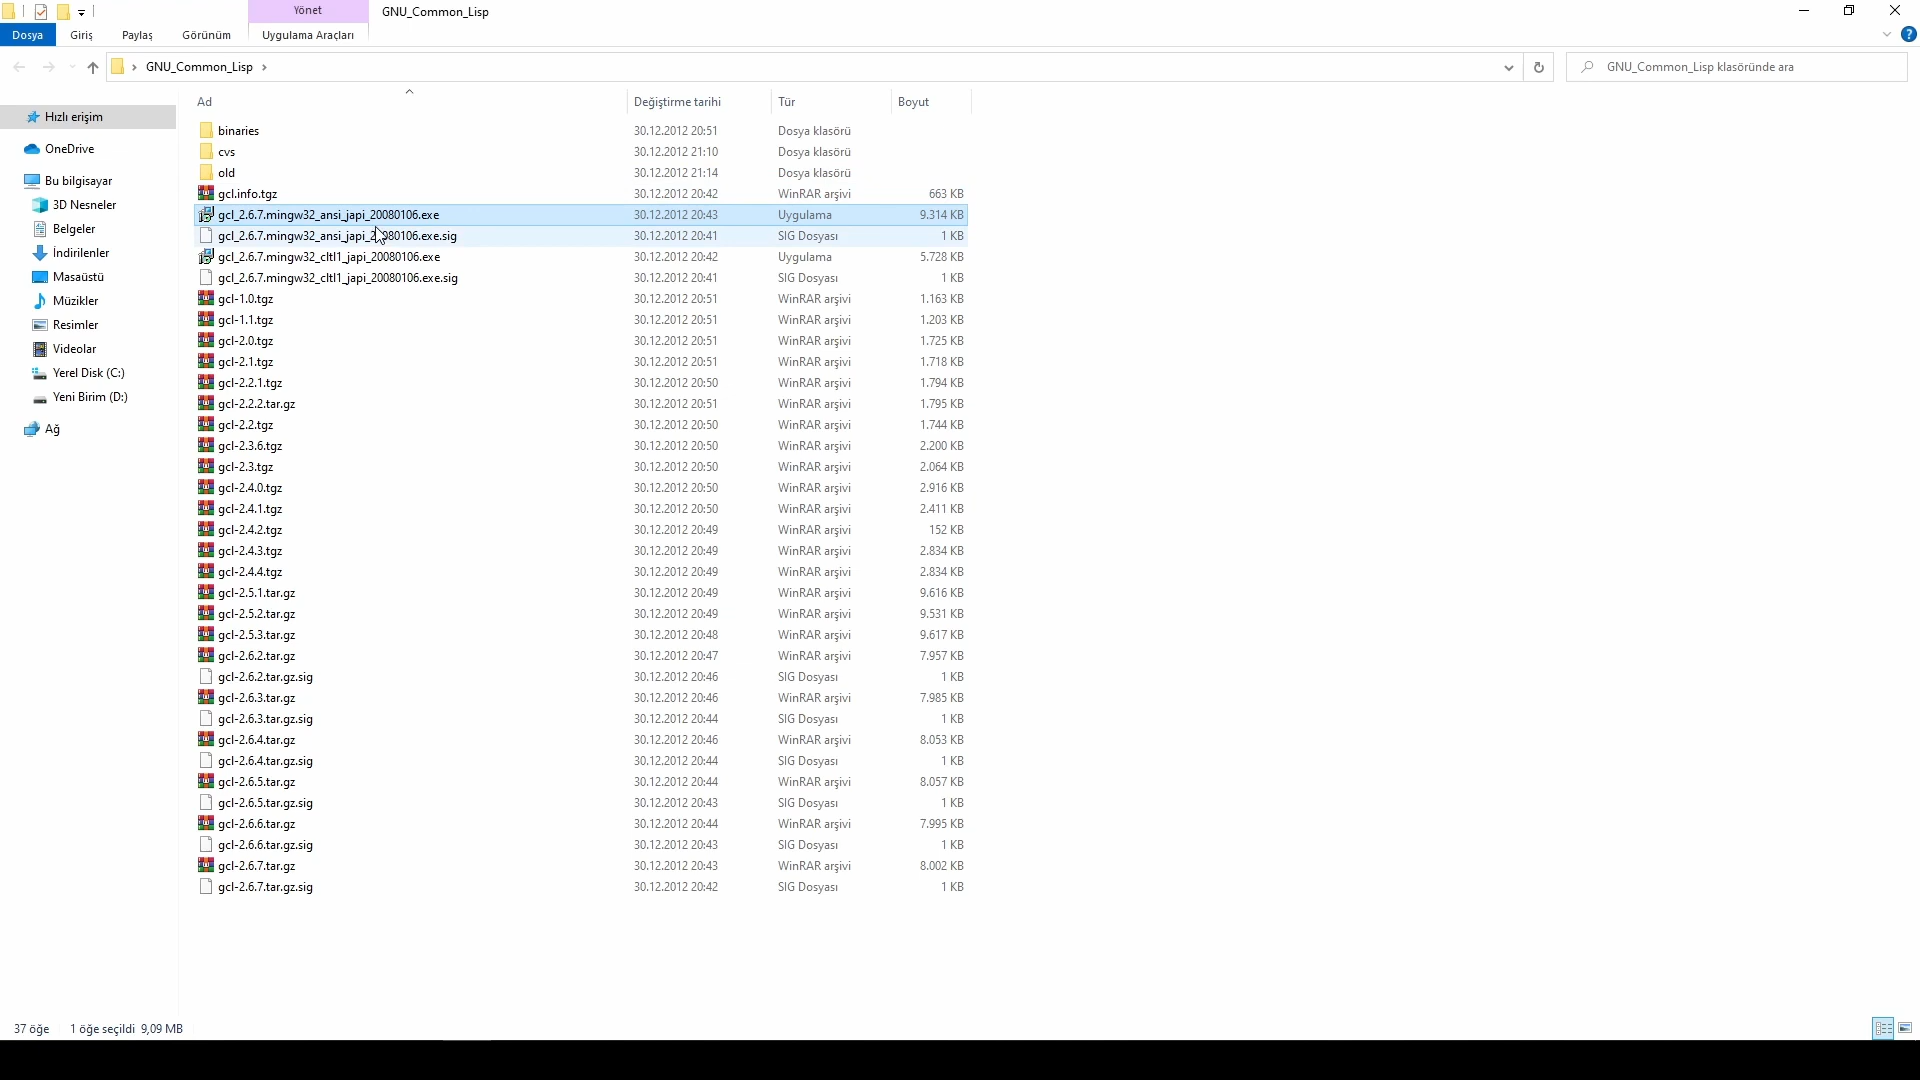 Yönet
GNU_Common_Lisp
Dosya
Giriş
Paylaş
Görünüm
Uygulama Araçları
GNU_Common_Lisp
GNU_Common_Lisp klasöründe ara
Ad
Değiştirme tarihi
Tür
Boyut
Hızlı erişim
OneDrive
Bu bilgisayar
3D Nesneler
Belgeler
İndirilenler
Masaüstü
Müzikler
Resimler
Videolar
Yerel Disk (C:)
Yeni Birim (D:)
Ağ
binaries 30.12.2012 20:51 Dosya klasörü
cvs 30.12.2012 21:10 Dosya klasörü
old 30.12.2012 21:14 Dosya klasörü
gcl.info.tgz 30.12.2012 20:42 WinRAR arşivi 663 KB
gcl_2.6.7.mingw32_ansi_japi_20080106.exe 30.12.2012 20:43 Uygulama 9.314 KB
gcl_2.6.7.mingw32_ansi_japi_20080106.exe.sig 30.12.2012 20:41 SIG Dosyası 1 KB
gcl_2.6.7.mingw32_cltl1_japi_20080106.exe 30.12.2012 20:42 Uygulama 5.728 KB
gcl_2.6.7.mingw32_cltl1_japi_20080106.exe.sig 30.12.2012 20:41 SIG Dosyası 1 KB
gcl-1.0.tgz 30.12.2012 20:51 WinRAR arşivi 1.163 KB
gcl-1.1.tgz 30.12.2012 20:51 WinRAR arşivi 1.203 KB
gcl-2.0.tgz 30.12.2012 20:51 WinRAR arşivi 1.725 KB
gcl-2.1.tgz 30.12.2012 20:51 WinRAR arşivi 1.718 KB
gcl-2.2.1.tgz 30.12.2012 20:50 WinRAR arşivi 1.794 KB
gcl-2.2.2.tar.gz 30.12.2012 20:51 WinRAR arşivi 1.795 KB
gcl-2.2.tgz 30.12.2012 20:50 WinRAR arşivi 1.744 KB
gcl-2.3.6.tgz 30.12.2012 20:50 WinRAR arşivi 2.200 KB
gcl-2.3.tgz 30.12.2012 20:50 WinRAR arşivi 2.064 KB
gcl-2.4.0.tgz 30.12.2012 20:50 WinRAR arşivi 2.916 KB
gcl-2.4.1.tgz 30.12.2012 20:50 WinRAR arşivi 2.411 KB
gcl-2.4.2.tgz 30.12.2012 20:49 WinRAR arşivi 152 KB
gcl-2.4.3.tgz 30.12.2012 20:49 WinRAR arşivi 2.834 KB
gcl-2.4.4.tgz 30.12.2012 20:49 WinRAR arşivi 2.834 KB
gcl-2.5.1.tar.gz 30.12.2012 20:49 WinRAR arşivi 9.616 KB
gcl-2.5.2.tar.gz 30.12.2012 20:49 WinRAR arşivi 9.531 KB
gcl-2.5.3.tar.gz 30.12.2012 20:48 WinRAR arşivi 9.617 KB
gcl-2.6.2.tar.gz 30.12.2012 20:47 WinRAR arşivi 7.957 KB
gcl-2.6.2.tar.gz.sig 30.12.2012 20:46 SIG Dosyası 1 KB
gcl-2.6.3.tar.gz 30.12.2012 20:46 WinRAR arşivi 7.985 KB
gcl-2.6.3.tar.gz.sig 30.12.2012 20:44 SIG Dosyası 1 KB
gcl-2.6.4.tar.gz 30.12.2012 20:46 WinRAR arşivi 8.053 KB
gcl-2.6.4.tar.gz.sig 30.12.2012 20:44 SIG Dosyası 1 KB
gcl-2.6.5.tar.gz 30.12.2012 20:44 WinRAR arşivi 8.057 KB
gcl-2.6.5.tar.gz.sig 30.12.2012 20:43 SIG Dosyası 1 KB
gcl-2.6.6.tar.gz 30.12.2012 20:44 WinRAR arşivi 7.995 KB
gcl-2.6.6.tar.gz.sig 30.12.2012 20:43 SIG Dosyası 1 KB
gcl-2.6.7.tar.gz 30.12.2012 20:43 WinRAR arşivi 8.002 KB
gcl-2.6.7.tar.gz.sig 30.12.2012 20:42 SIG Dosyası 1 KB
37 öğe
1 öğe seçildi 9,09 MB